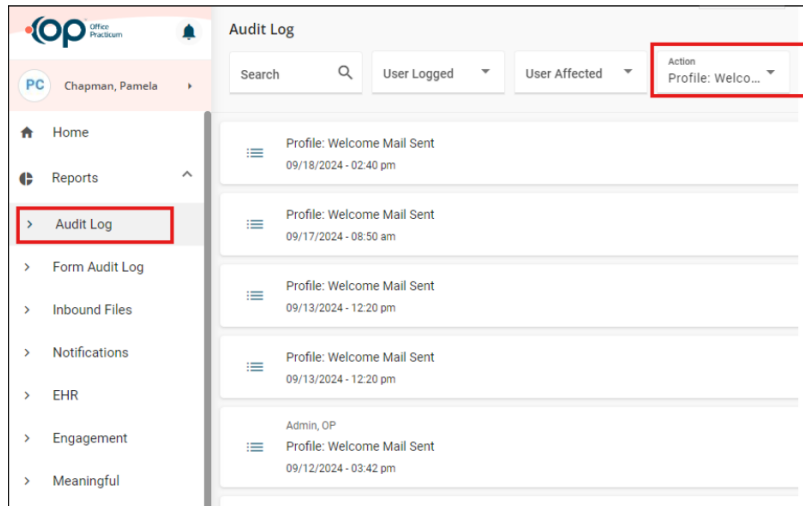 OP Office
Practicum
PC Chapman, Pamela
Home
Reports
Audit Log
Form Audit Log
Inbound Files
Notifications
EHR
Engagement
Meaningful
Audit Log
Search
User Logged
User Affected
Action
Profile: Welco...
Profile: Welcome Mail Sent
09/18/2024 - 02:40 pm
Profile: Welcome Mail Sent
09/17/2024 - 08:50 am
Profile: Welcome Mail Sent
09/13/2024 - 12:20 pm
Profile: Welcome Mail Sent
09/13/2024 - 12:20 pm
Admin, OP
Profile: Welcome Mail Sent
09/12/2024 - 03:42 pm